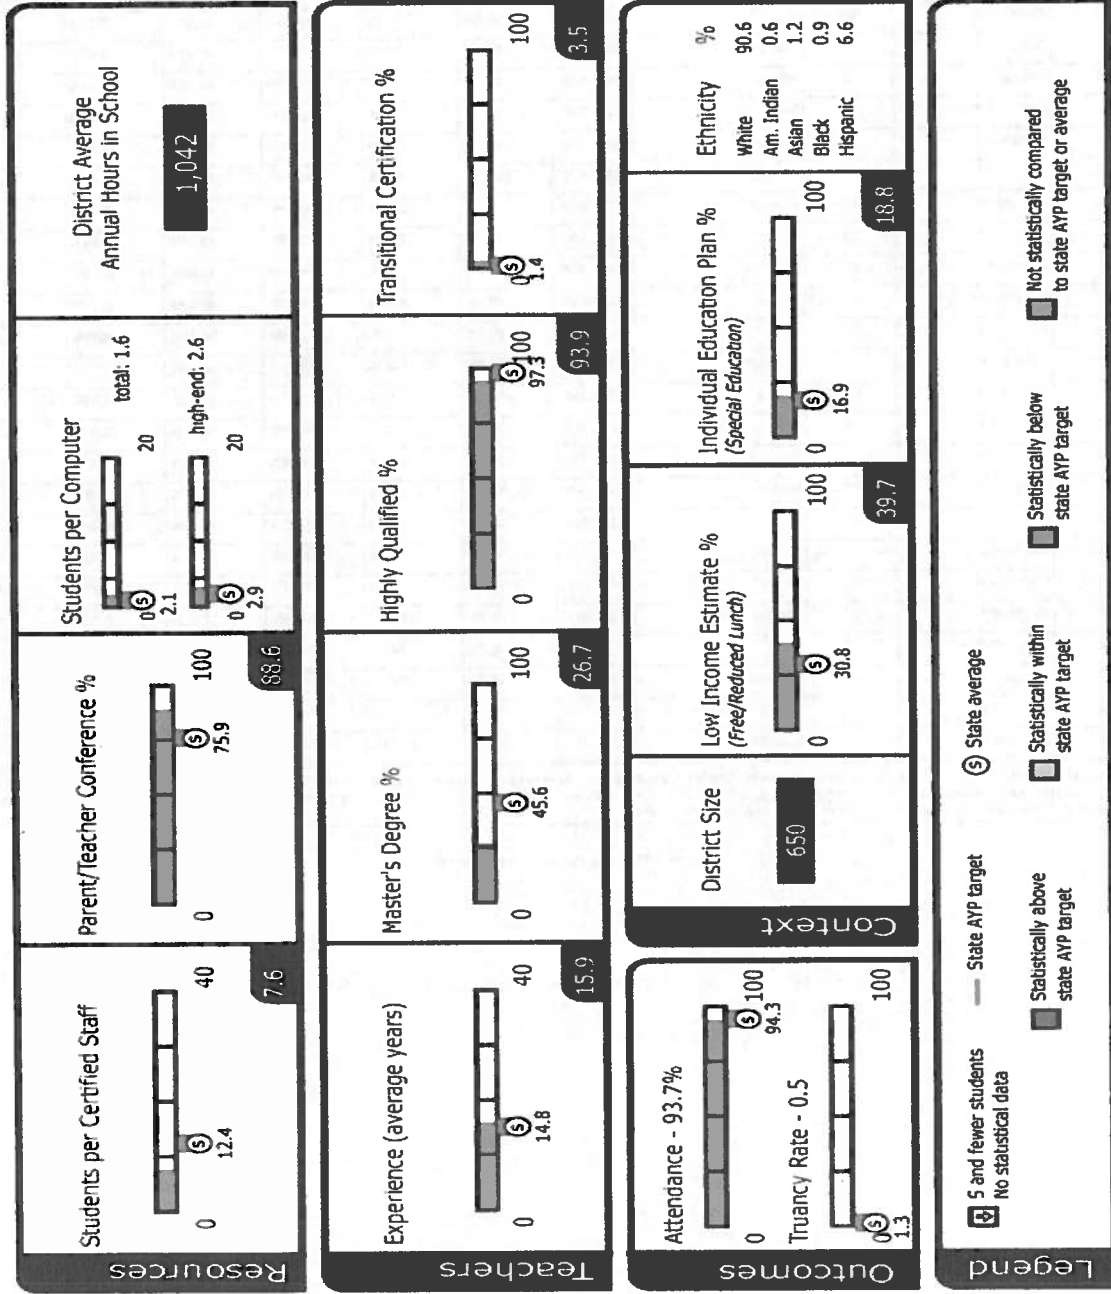 Resources
Students per Certified Staff
0
40
12.4
7.6
Parent/Teacher Conference %
0
100
75.9
88.6
Students per Computer
total: 1.6
0
20
2.1
high-end: 2.6
0
20
2.9
District Average
Annual Hours in School
1,042
Teachers
Experience (average years)
0
40
14.8
15.9
Master's Degree %
0
100
45.6
26.7
Highly Qualified %
0
100
97.3
93.9
Transitional Certification %
0
100
1.4
3.5
Outcomes
Attendance - 93.7%
0
100
94.3
Truancy Rate - 0.5
0
100
1.3
Context
District Size
650
Low Income Estimate %
(Free/Reduced Lunch)
0
100
30.8
39.7
Individual Education Plan %
(Special Education)
0
100
16.9
18.8
Ethnicity %
White 90.6
Am. Indian 0.6
Asian 1.2
Black 0.9
Hispanic 6.6
Legend
5 and fewer students
No statistical data
State AYP target
(S) State average
Statistically above
state AYP target
Statistically within
state AYP target
Statistically below
state AYP target
Not statistically compared
to state AYP target or average